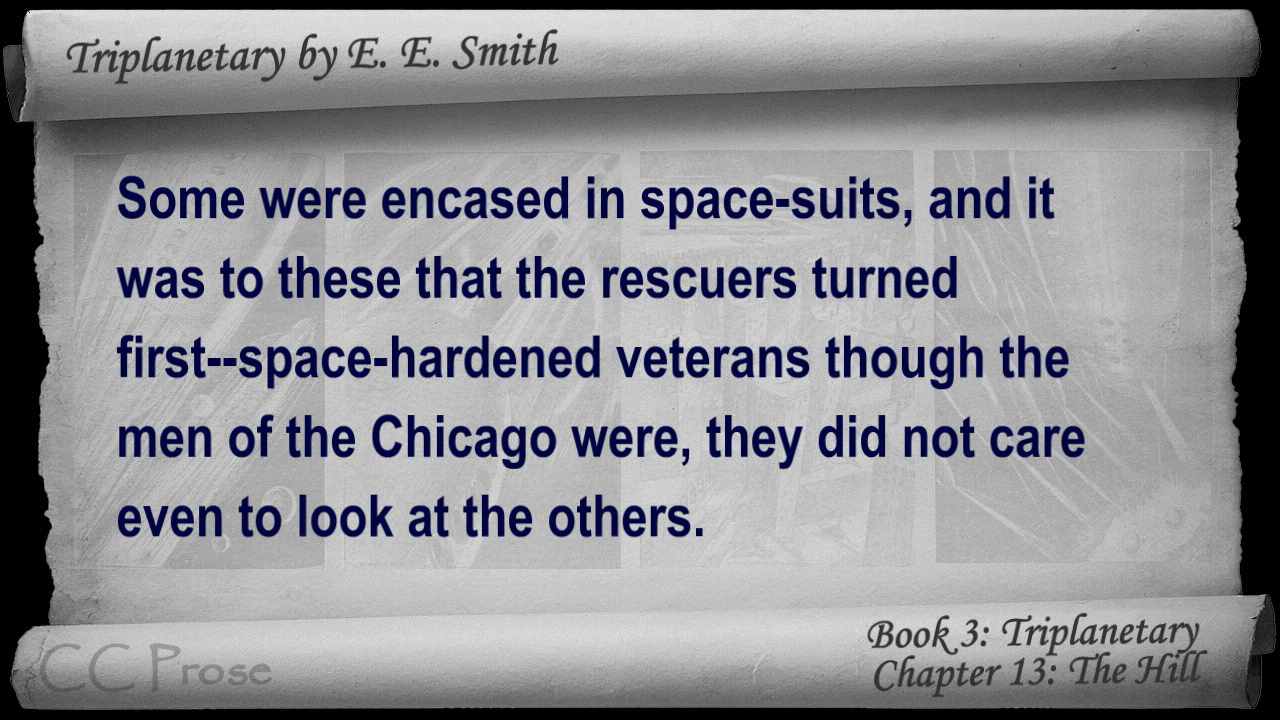 Triplanetary by E. E. Smith
Some were encased in space-suits, and it
was to these that the rescuers turned
first--space-hardened veterans though the
men of the Chicago were, they did not care
even to look at the others.
CC Prose
Book 3: Triplanetary
Chapter 13: The Hill